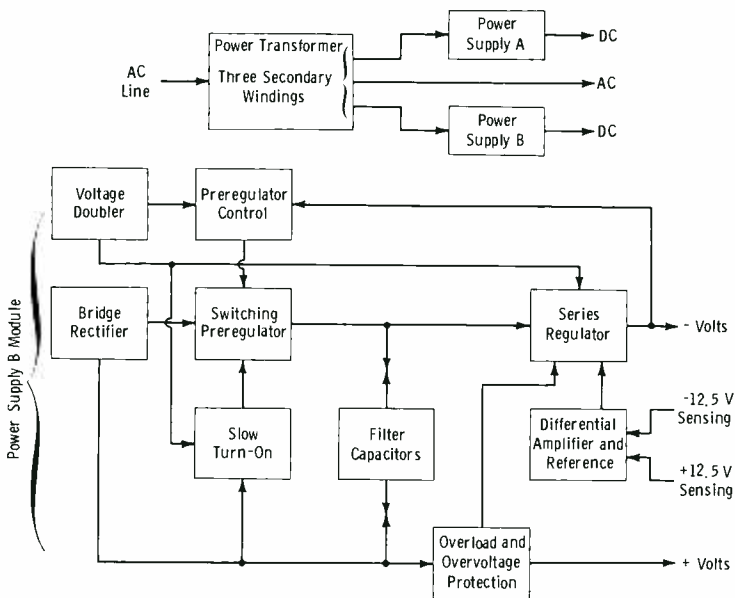 Power Transformer
Three Secondary
Windings
AC
Line
Power
Supply A
DC
AC
Power
Supply B
DC
Power Supply B Module
Voltage
Doubler
Preregulator
Control
Bridge
Rectifier
Switching
Preregulator
Series
Regulator
- Volts
Slow
Turn-On
Filter
Capacitors
Differential
Amplifier and
Reference
-12.5 V
Sensing
+12.5 V
Sensing
Overload and
Overvoltage
Protection
+ Volts